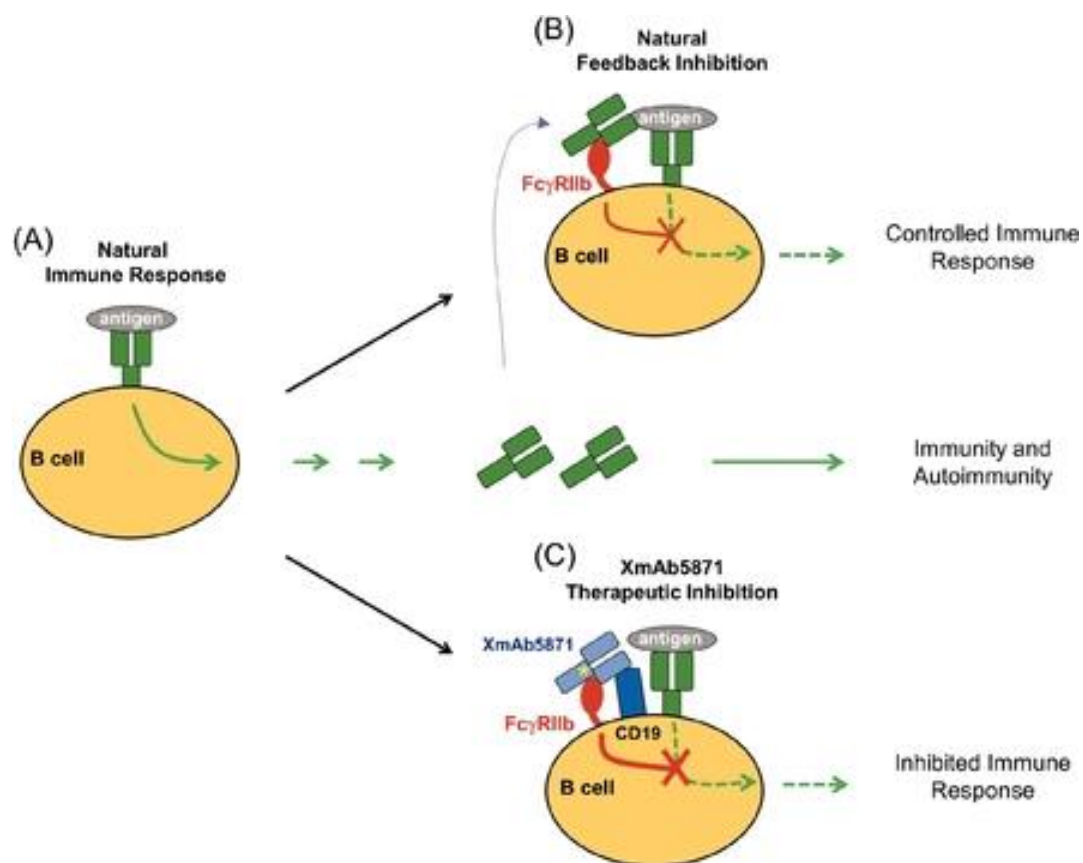 (A)
Natural
Immune Response
antigen
B cell
(B)
Natural
Feedback Inhibition
antigen
FcγRIIb
B cell
Controlled Immune
Response
Immunity and
Autoimmunity
(C)
XmAb5871
Therapeutic Inhibition
XmAb5871
antigen
FcγRIIb
CD19
B cell
Inhibited Immune
Response